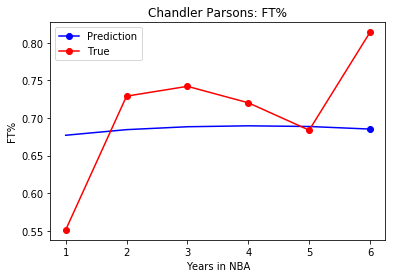 Chandler Parsons: FT%
Prediction
True
FT%
0.80
0.75
0.70
0.65
0.60
0.55
1 2 3 4 5 6
Years in NBA